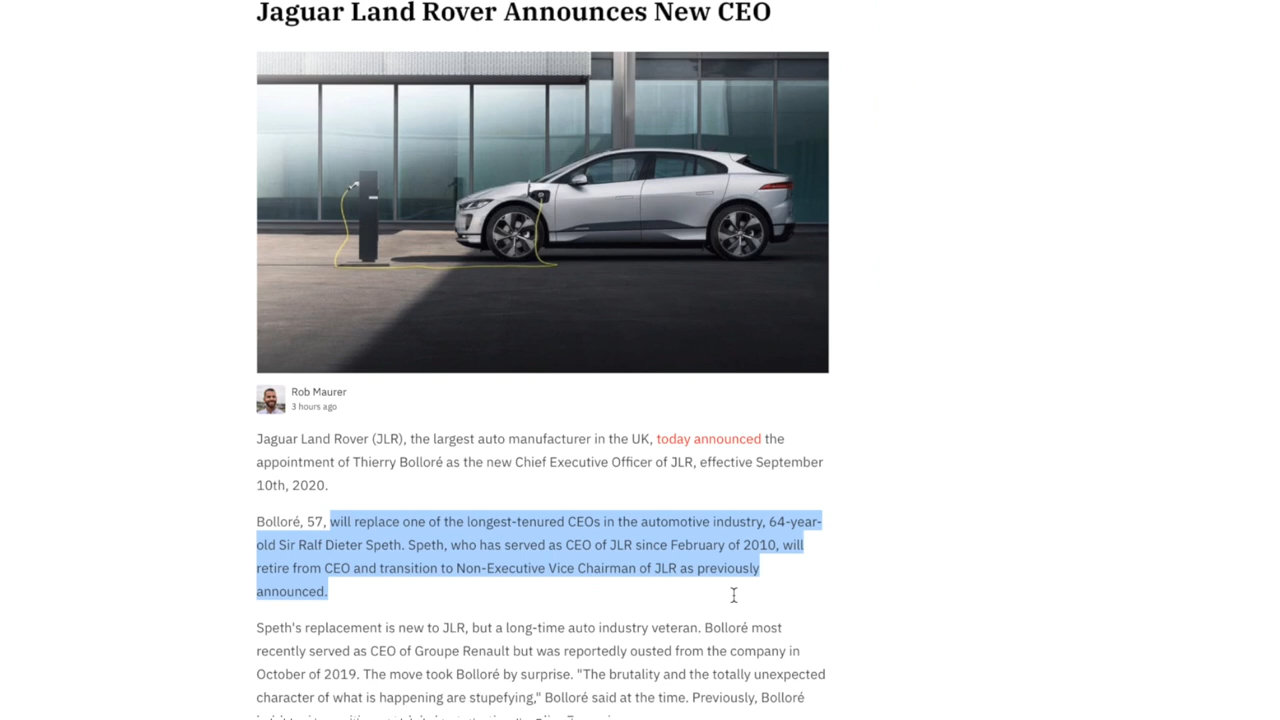 Jaguar Land Rover Announces New CEO
Rob Maurer
3 hours ago
Jaguar Land Rover (JLR), the largest auto manufacturer in the UK, today announced the
appointment of Thierry Bolloré as the new Chief Executive Officer of JLR, effective September
10th, 2020.
Bolloré, 57, will replace one of the longest-tenured CEOs in the automotive industry, 64-year-
old Sir Ralf Dieter Speth. Speth, who has served as CEO of JLR since February of 2010, will
retire from CEO and transition to Non-Executive Vice Chairman of JLR as previously
announced.
Speth's replacement is new to JLR, but a long-time auto industry veteran. Bolloré most
recently served as CEO of Groupe Renault but was reportedly ousted from the company in
October of 2019. The move took Bolloré by surprise. "The brutality and the totally unexpected
character of what is happening are stupefying," Bolloré said at the time. Previously, Bolloré